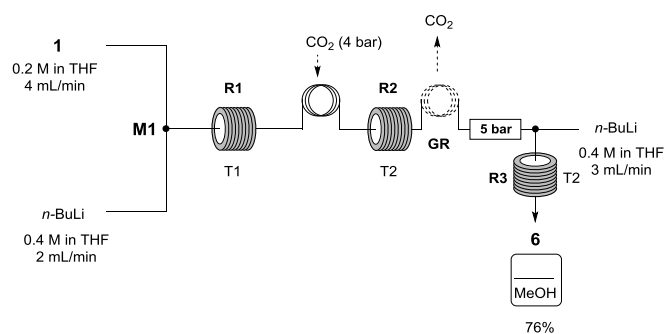 1
0.2 M in THF
4 mL/min
M1
n-BuLi
0.4 M in THF
2 mL/min
R1
T1
CO₂ (4 bar)
R2
T2
CO₂
GR
5 bar
n-BuLi
0.4 M in THF
3 mL/min
R3
T2
6
MeOH
76%